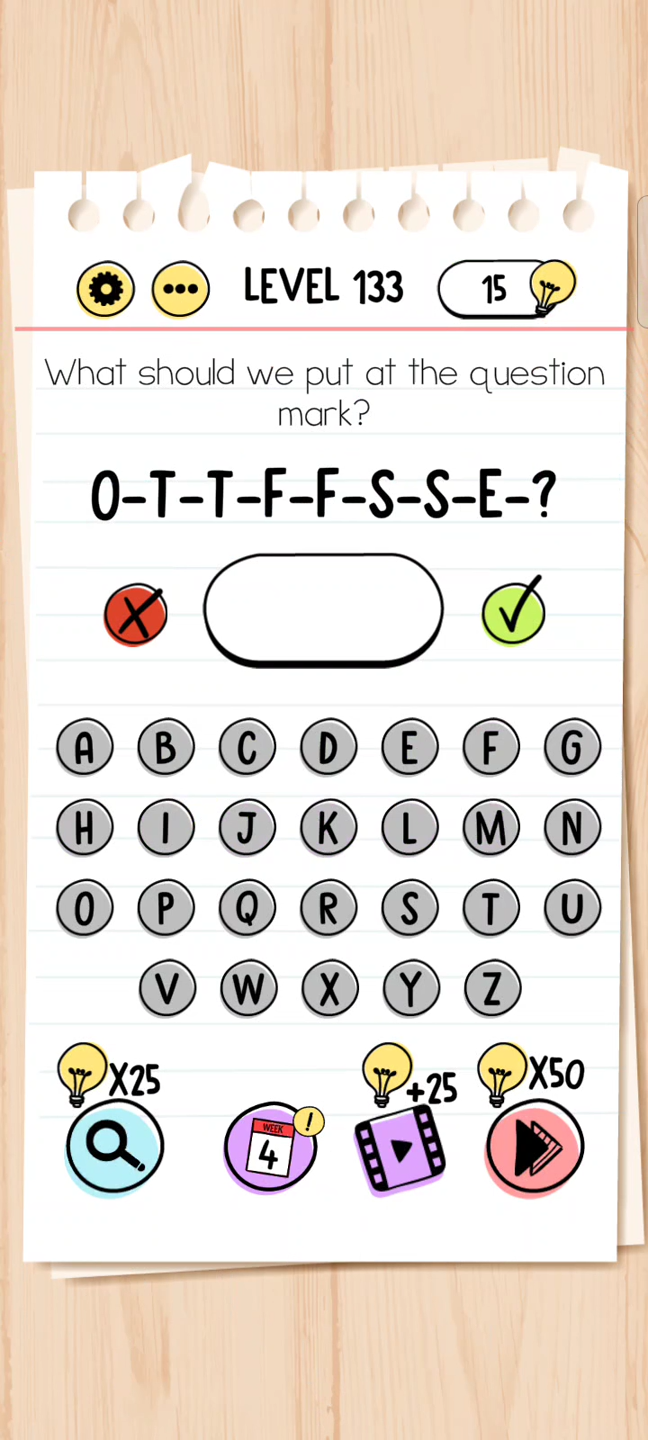 LEVEL 133
15
What should we put at the question
mark?
O-T-T-F-F-S-S-E-?
A B C D E F G
H I J K L M N
O P Q R S T U
V W X Y Z
X25
WEEK
4
!
+25
X50